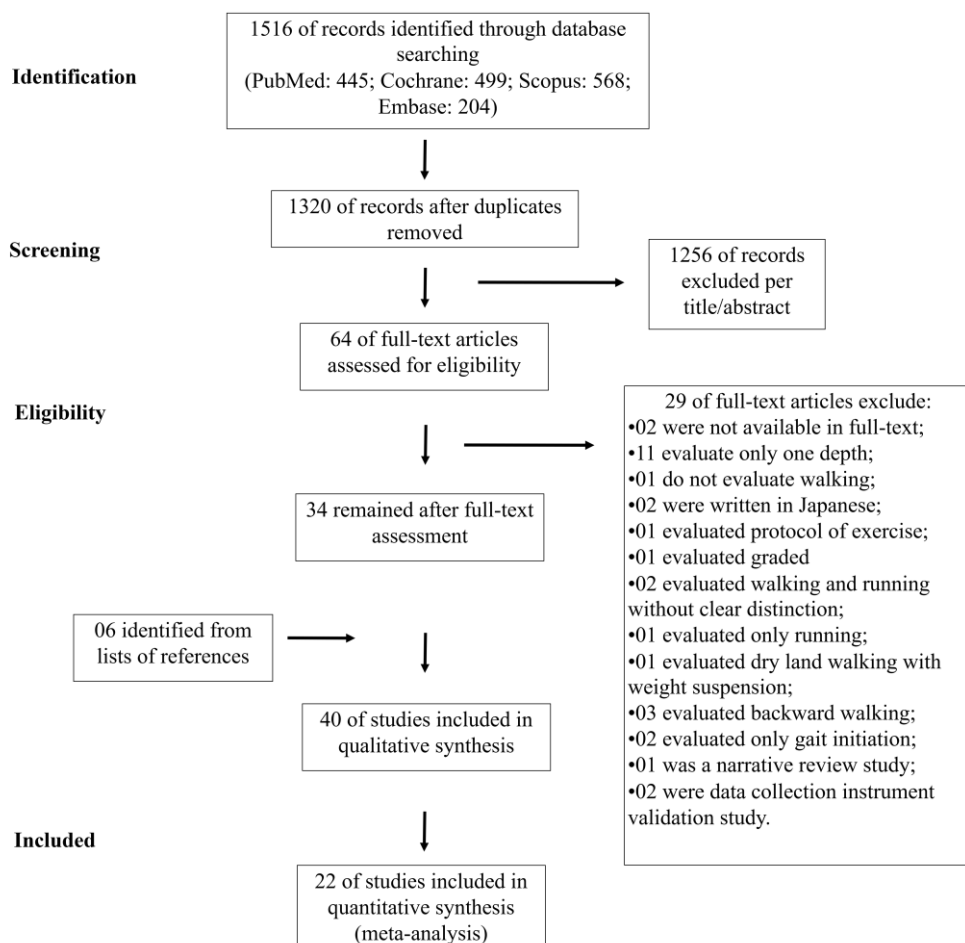 1516 of records identified through database
searching
(PubMed: 445; Cochrane: 499; Scopus: 568;
Embase: 204)
Identification
1320 of records after duplicates
removed
Screening
1256 of records
excluded per
title/abstract
64 of full-text articles
assessed for eligibility
Eligibility
29 of full-text articles exclude:
•02 were not available in full-text;
•11 evaluate only one depth;
•01 do not evaluate walking;
•02 were written in Japanese;
•01 evaluated protocol of exercise;
•01 evaluated graded
•02 evaluated walking and running
without clear distinction;
•01 evaluated only running;
•01 evaluated dry land walking with
weight suspension;
•03 evaluated backward walking;
•02 evaluated only gait initiation;
•01 was a narrative review study;
•02 were data collection instrument
validation study.
34 remained after full-text
assessment
06 identified from
lists of references
40 of studies included in
qualitative synthesis
Included
22 of studies included in
quantitative synthesis
(meta-analysis)